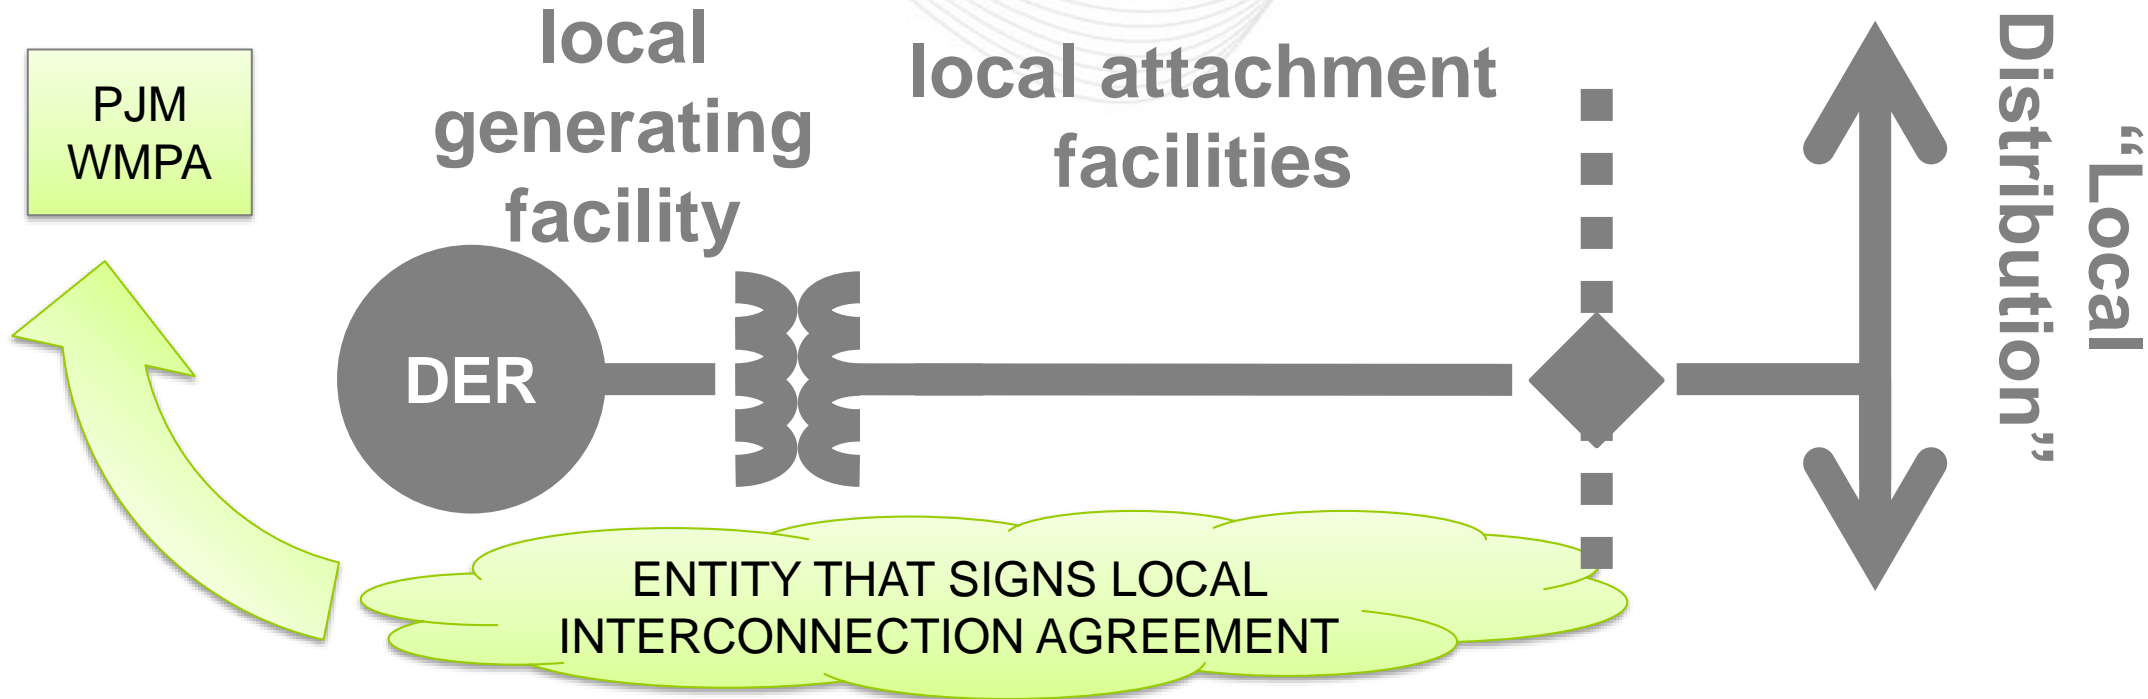 PJM
WMPA
local
generating
facility
local attachment
facilities
“Local
Distribution”
DER
ENTITY THAT SIGNS LOCAL
INTERCONNECTION AGREEMENT